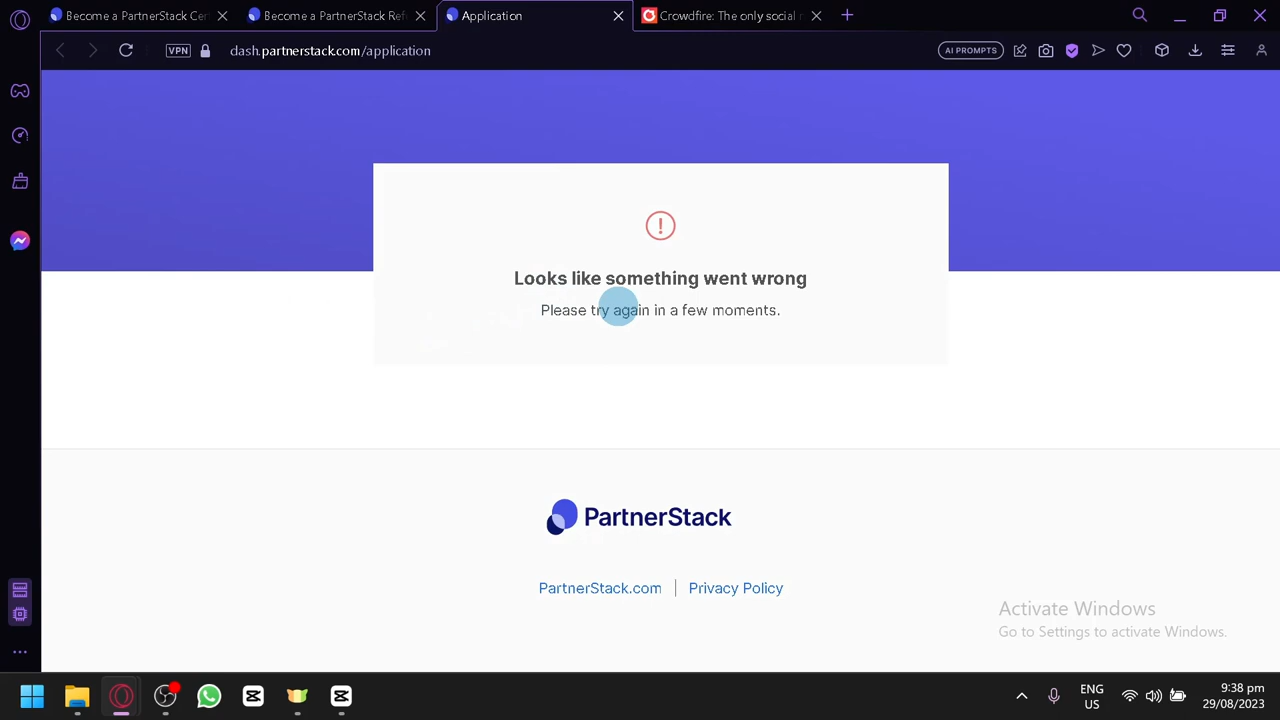 Become a PartnerStack Cer
Become a PartnerStack Ref
Application
Crowdfire: The only social r
VPN
dash.partnerstack.com/application
AI PROMPTS
Looks like something went wrong
Please try again in a few moments.
PartnerStack
PartnerStack.com
Privacy Policy
Activate Windows
Go to Settings to activate Windows.
ENG
US
9:38 pm
29/08/2023